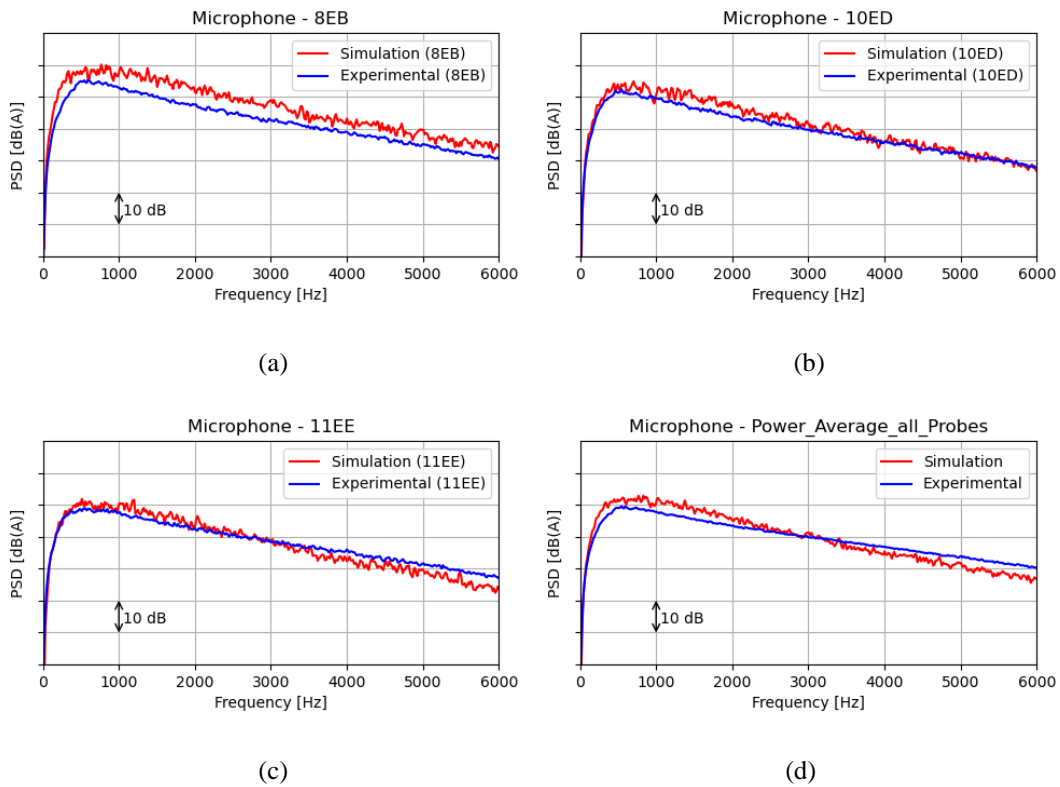 Microphone - 8EB
Simulation (8EB)
Experimental (8EB)
PSD [dB(A)]
10 dB
0 1000 2000 3000 4000 5000 6000
Frequency [Hz]
(a)
Microphone - 10ED
Simulation (10ED)
Experimental (10ED)
PSD [dB(A)]
10 dB
0 1000 2000 3000 4000 5000 6000
Frequency [Hz]
(b)
Microphone - 11EE
Simulation (11EE)
Experimental (11EE)
PSD [dB(A)]
10 dB
0 1000 2000 3000 4000 5000 6000
Frequency [Hz]
(c)
Microphone - Power_Average_all_Probes
Simulation
Experimental
PSD [dB(A)]
10 dB
0 1000 2000 3000 4000 5000 6000
Frequency [Hz]
(d)